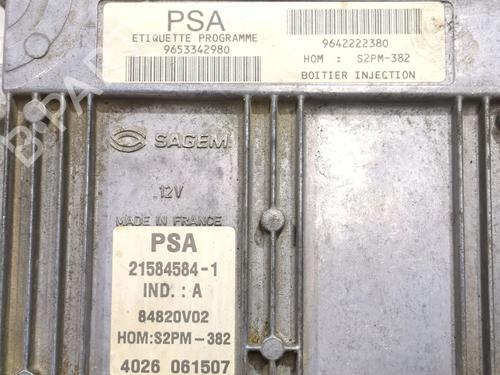 PSA
ETIQUETTE PROGRAMME
9653342980
9642222380
HOM : S2PM-382
BOITIER INJECTION
SAGEM
12V
MADE IN FRANCE
PSA
21584584-1
IND. : A
84820V02
HOM:S2PM-382
4026 061507
B-PARTS